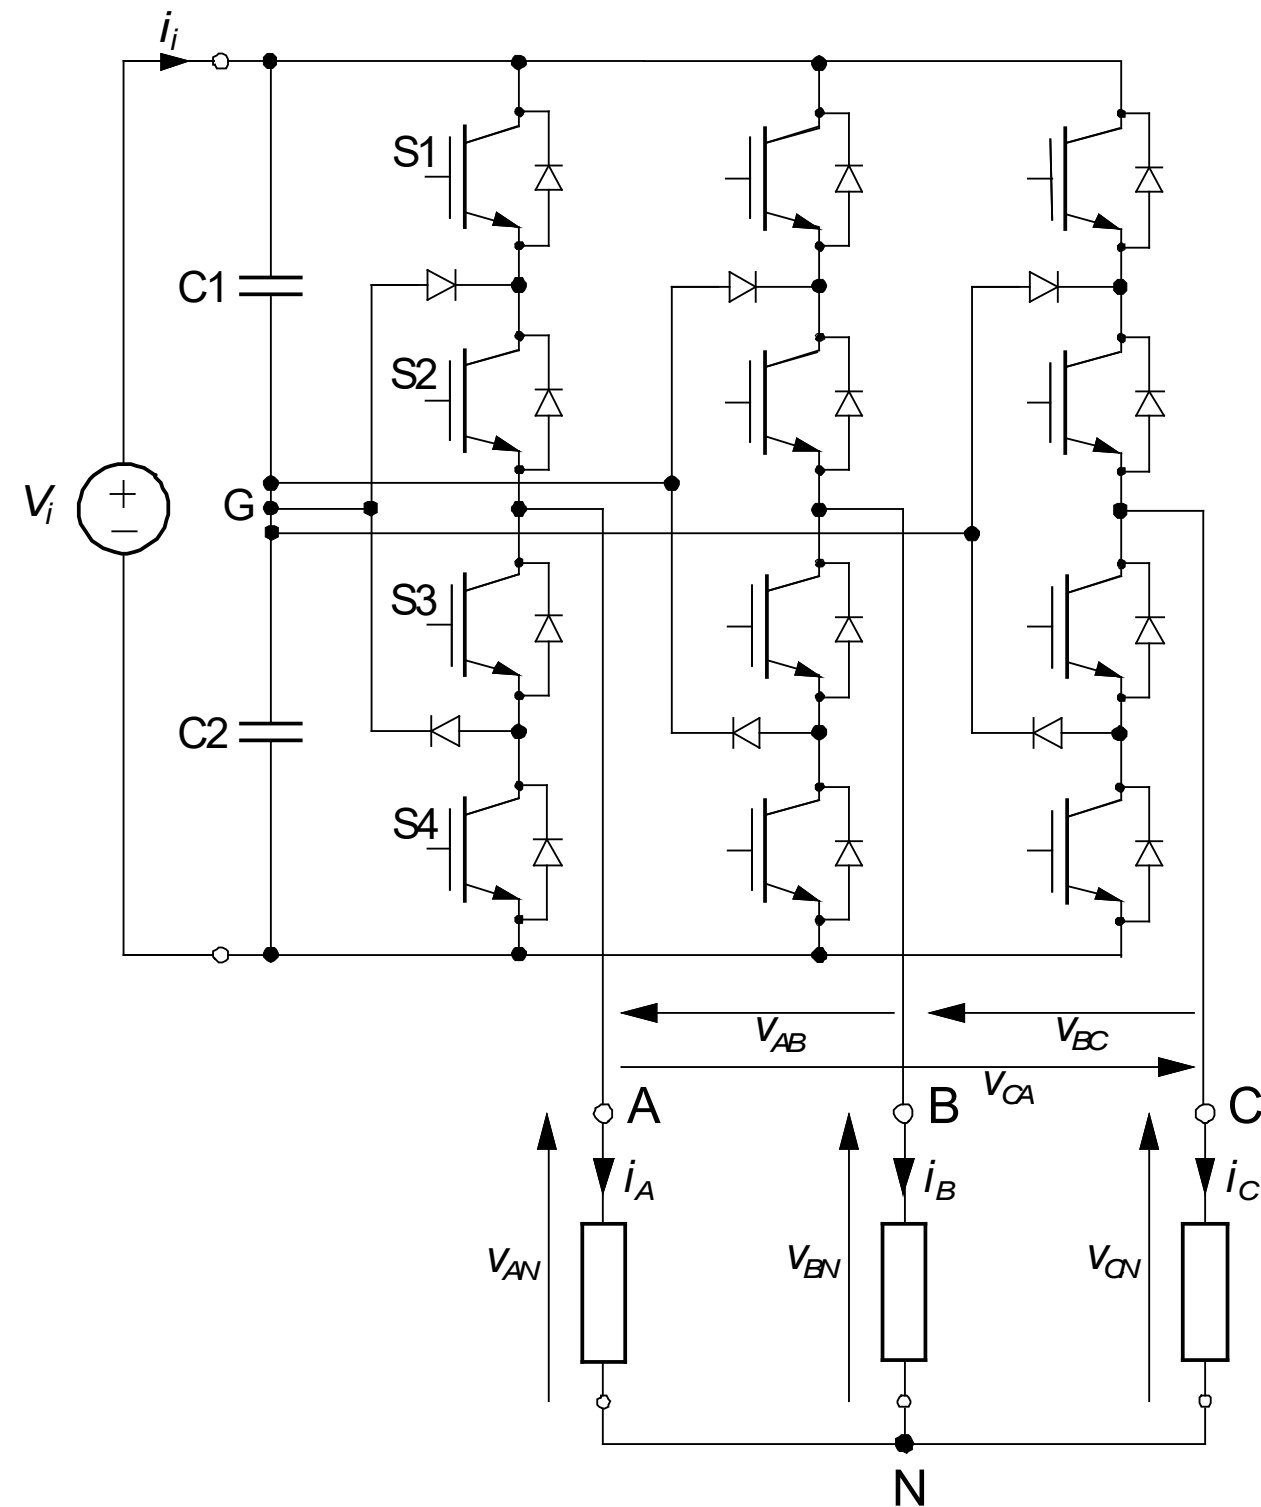 i_i
S1
C1
S2
V_i
+
−
G
S3
C2
S4
v_AB
v_BC
v_CA
A
B
C
i_A
i_B
i_C
v_AN
v_BN
v_CN
N